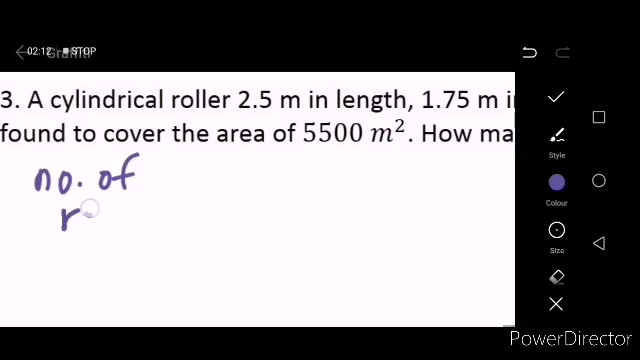 02:12 STOP
Graffiti
3. A cylindrical roller 2.5 m in length, 1.75 m i
found to cover the area of 5500 m². How ma
no. of
r
Style
Colour
Size
PowerDirector